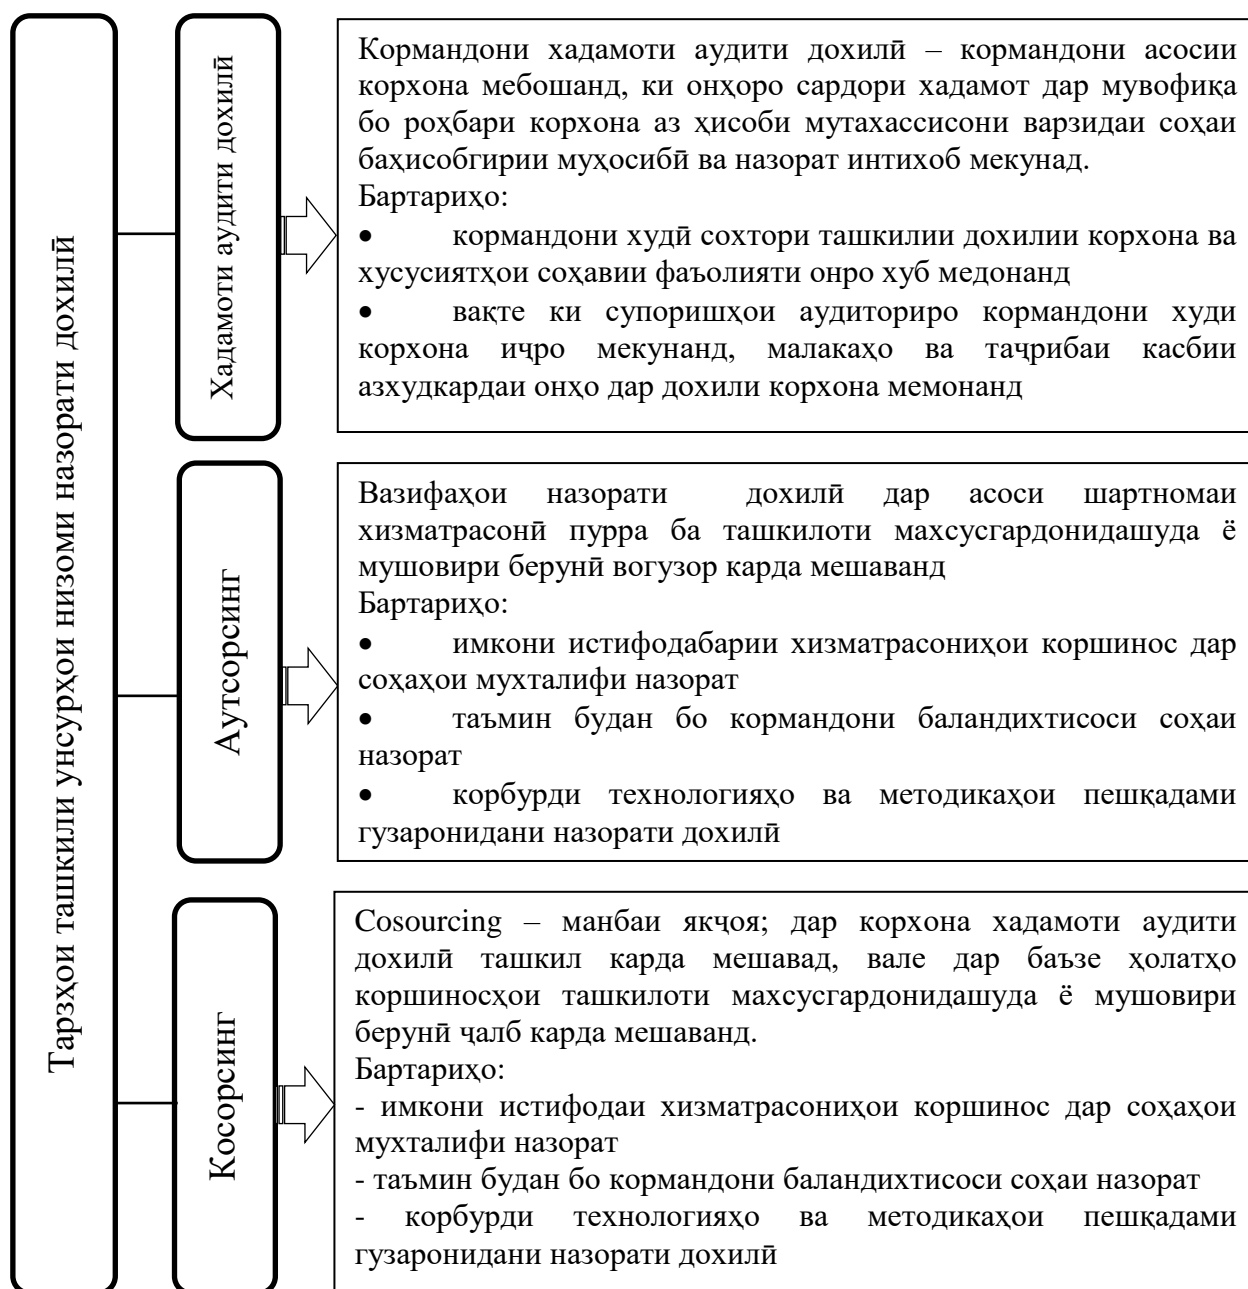 Тарзҳои ташкили унсурҳои низоми назорати дохилӣ
Хадамоти аудити дохилӣ
Кормандони хадамоти аудити дохилӣ – кормандони асосии
корхона мебошанд, ки онҳоро сардори хадамот дар мувофиқа
бо роҳбари корхона аз ҳисоби мутахассисони варзидаи соҳаи
баҳисобгирии муҳосибӣ ва назорат интихоб мекунад.
Бартариҳо:
• кормандони худӣ сохтори ташкилии дохилии корхона ва
хусусиятҳои соҳавии фаъолияти онро хуб медонанд
• вақте ки супоришҳои аудиториро кормандони худи
корхона иҷро мекунанд, малакаҳо ва таҷрибаи касбии
азхудкардаи онҳо дар дохили корхона мемонанд
Аутсорсинг
Вазифаҳои назорати дохилӣ дар асоси шартномаи
хизматрасонӣ пурра ба ташкилоти махсусгардонидашуда ё
мушовири берунӣ вогузор карда мешаванд
Бартариҳо:
• имкони истифодабарии хизматрасониҳои коршинос дар
соҳаҳои мухталифи назорат
• таъмин будан бо кормандони баландихтисоси соҳаи
назорат
• корбурди технологияҳо ва методикаҳои пешқадами
гузаронидани назорати дохилӣ
Косорсинг
Cosourcing – манбаи якҷоя; дар корхона хадамоти аудити
дохилӣ ташкил карда мешавад, вале дар баъзе ҳолатҳо
коршиносҳои ташкилоти махсусгардонидашуда ё мушовири
берунӣ ҷалб карда мешаванд.
Бартариҳо:
- имкони истифодаи хизматрасониҳои коршинос дар соҳаҳои
мухталифи назорат
- таъмин будан бо кормандони баландихтисоси соҳаи назорат
- корбурди технологияҳо ва методикаҳои пешқадами
гузаронидани назорати дохилӣ